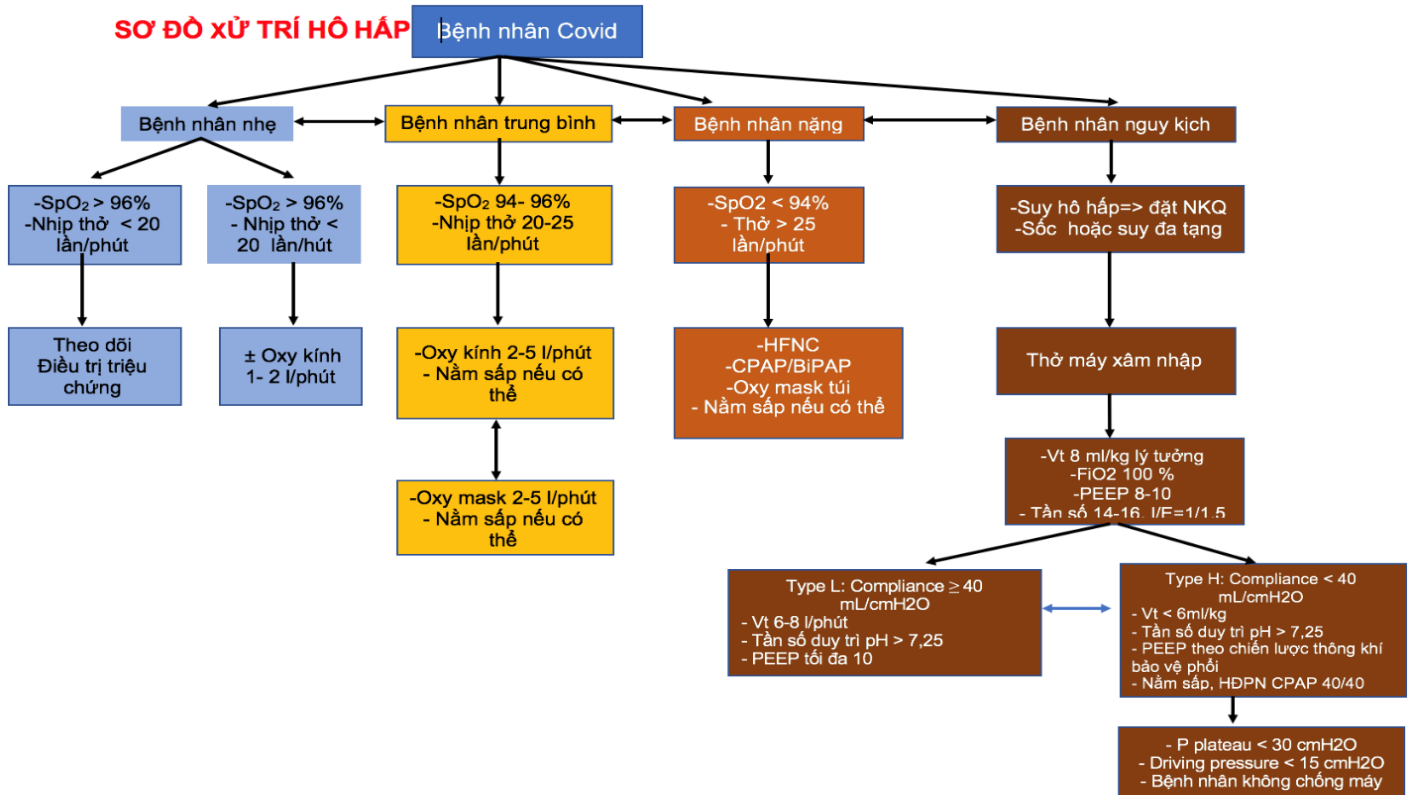 SƠ ĐỒ XỬ TRÍ HÔ HẤP
Bệnh nhân Covid
Bệnh nhân nhẹ
Bệnh nhân trung bình
Bệnh nhân nặng
Bệnh nhân nguy kịch
-SpO₂ > 96%
-Nhịp thở < 20
lần/phút
-SpO₂ > 96%
- Nhịp thở <
20 lần/hút
-SpO₂ 94- 96%
-Nhịp thở 20-25
lần/phút
-SpO2 < 94%
- Thở > 25
lần/phút
-Suy hô hấp=> đặt NKQ
-Sốc hoặc suy đa tạng
Theo dõi
Điều trị triệu
chứng
± Oxy kính
1- 2 l/phút
-Oxy kính 2-5 l/phút
- Nằm sấp nếu có
thể
-HFNC
-CPAP/BiPAP
-Oxy mask túi
- Nằm sấp nếu có thể
Thở máy xâm nhập
-Oxy mask 2-5 l/phút
- Nằm sấp nếu có
thể
-Vt 8 ml/kg lý tưởng
-FiO2 100 %
-PEEP 8-10
- Tần số 14-16, I/E=1/1.5
Type L: Compliance ≥ 40
mL/cmH2O
- Vt 6-8 l/phút
- Tần số duy trì pH > 7,25
- PEEP tối đa 10
Type H: Compliance < 40
mL/cmH2O
- Vt < 6ml/kg
- Tần số duy trì pH > 7,25
- PEEP theo chiến lược thông khí
bảo vệ phổi
- Nằm sấp, HĐPN CPAP 40/40
- P plateau < 30 cmH2O
- Driving pressure < 15 cmH2O
- Bệnh nhân không chống máy